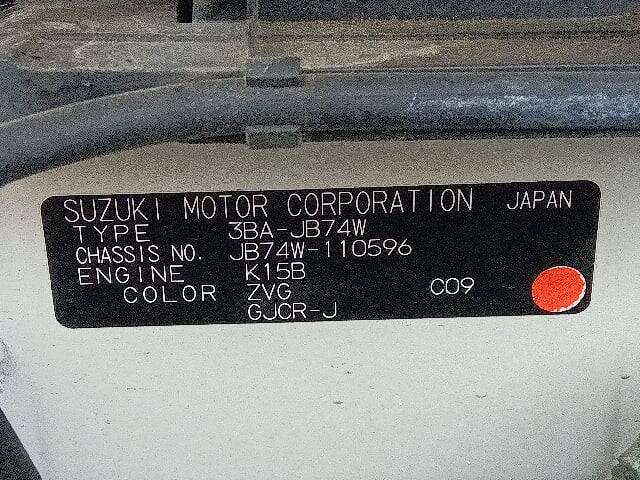 SUZUKI MOTOR CORPORATION JAPAN
TYPE 3BA-JB74W
CHASSIS NO. JB74W-110596
ENGINE K15B
COLOR ZVG C09
GJCR-J